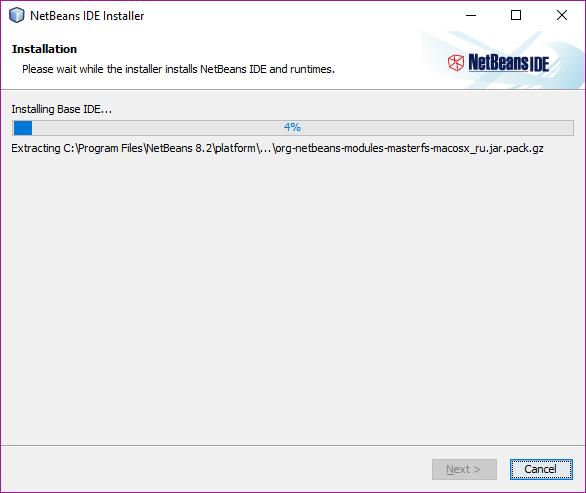 NetBeans IDE Installer
Installation
Please wait while the installer installs NetBeans IDE and runtimes.
NetBeans IDE
Installing Base IDE...
4%
Extracting C:\Program Files\NetBeans 8.2\platform\...\org-netbeans-modules-masterfs-macosx_ru.jar.pack.gz
Next >
Cancel